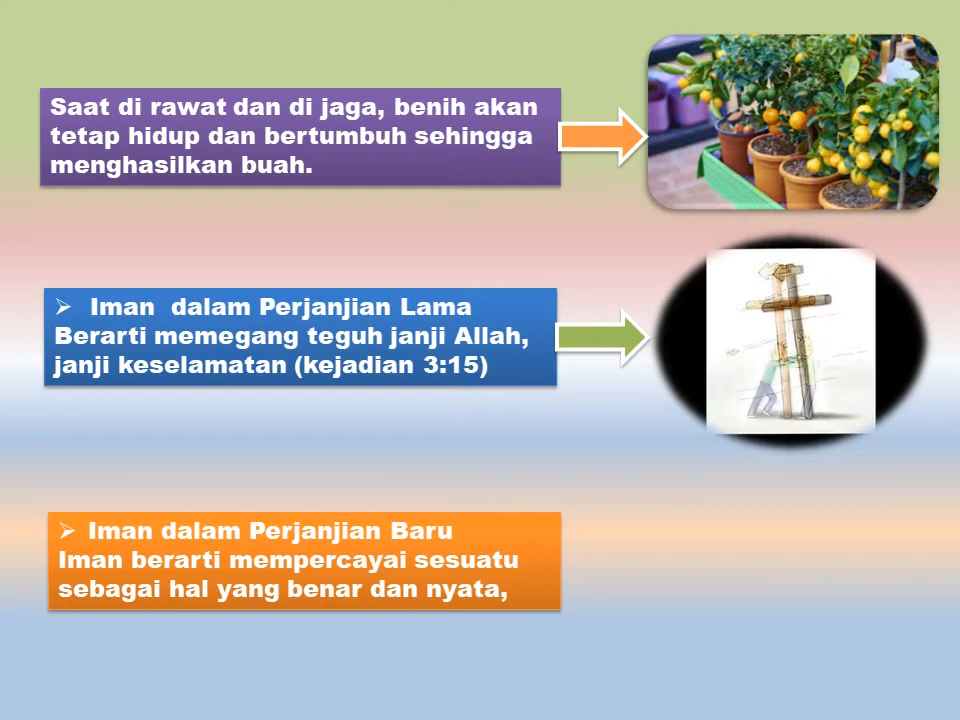 Saat di rawat dan di jaga, benih akan
tetap hidup dan bertumbuh sehingga
menghasilkan buah.
➢ Iman dalam Perjanjian Lama
Berarti memegang teguh janji Allah,
janji keselamatan (kejadian 3:15)
➢ Iman dalam Perjanjian Baru
Iman berarti mempercayai sesuatu
sebagai hal yang benar dan nyata,